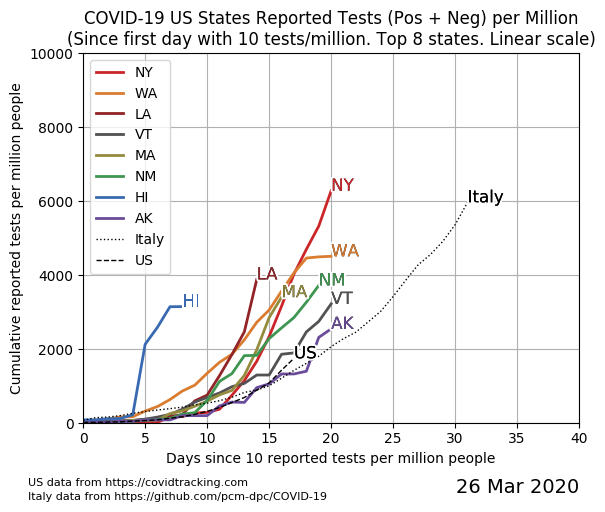 COVID-19 US States Reported Tests (Pos + Neg) per Million
(Since first day with 10 tests/million. Top 8 states. Linear scale)
Cumulative reported tests per million people
10000
8000
6000
4000
2000
0
NY
WA
LA
VT
MA
NM
HI
AK
Italy
US
NY
Italy
WA
LA
NM
MA
HI
VT
AK
US
0 5 10 15 20 25 30 35 40
Days since 10 reported tests per million people
US data from https://covidtracking.com
Italy data from https://github.com/pcm-dpc/COVID-19
26 Mar 2020